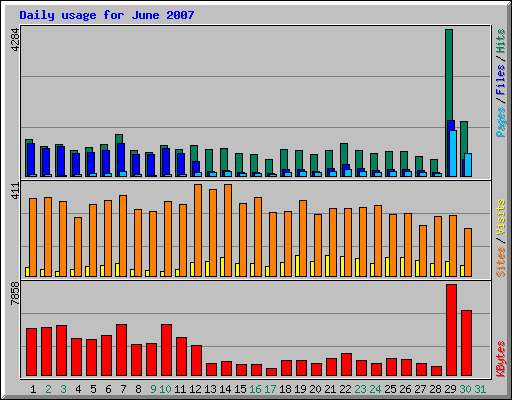 Daily usage for June 2007
4284
Pages / Files / Hits
411
Sites / Visits
7858
KBytes
1 2 3 4 5 6 7 8 9 10 11 12 13 14 15 16 17 18 19 20 21 22 23 24 25 26 27 28 29 30 31